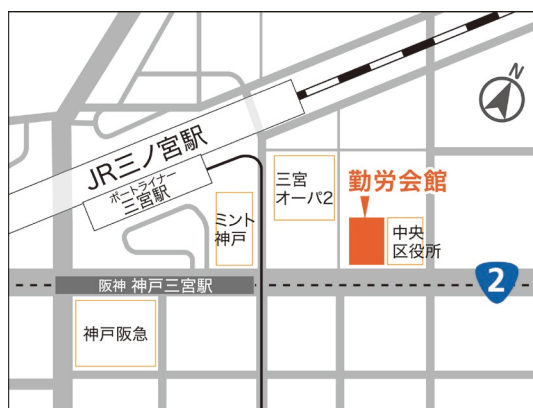 N
JR三ノ宮駅
ポートライナー
三宮駅
三宮
オーパ2
勤労会館
ミント
神戸
中央
区役所
阪神 神戸三宮駅
2
神戸阪急